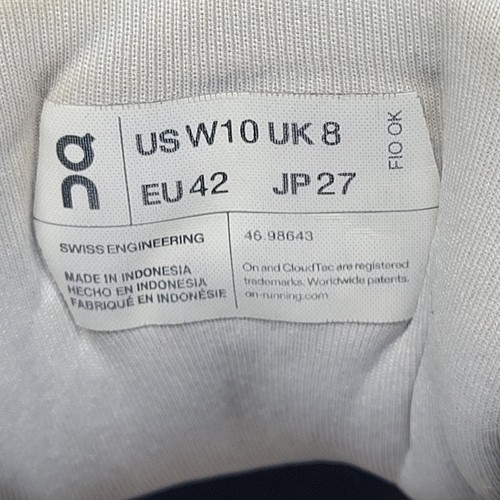 US W10 UK 8
EU 42 JP 27
FIO OK
SWISS ENGINEERING
MADE IN INDONESIA
HECHO EN INDONESIA
FABRIQUÉ EN INDONÉSIE
46.98643
On and CloudTec are registered
trademarks. Worldwide patents.
on-running.com